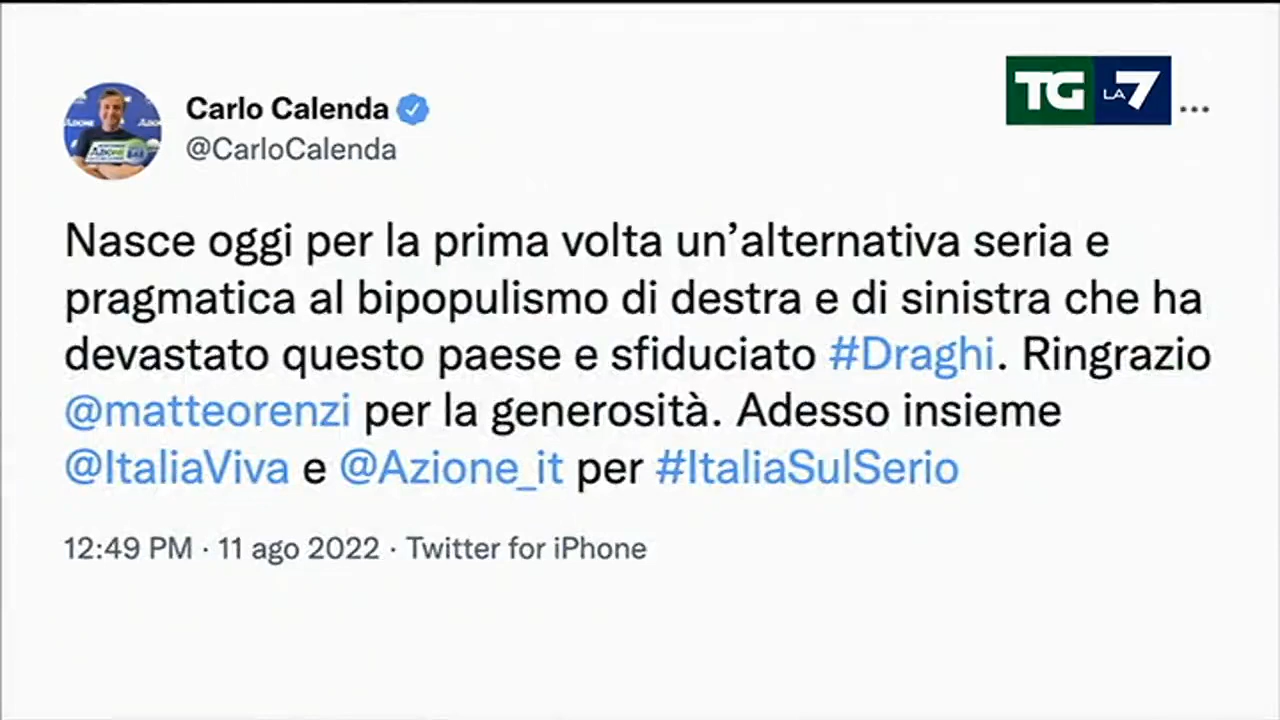 Carlo Calenda
@CarloCalenda
TG LA 7
Nasce oggi per la prima volta un’alternativa seria e
pragmatica al bipopulismo di destra e di sinistra che ha
devastato questo paese e sfiduciato #Draghi. Ringrazio
@matteorenzi per la generosità. Adesso insieme
@ItaliaViva e @Azione_it per #ItaliaSulSerio
12:49 PM · 11 ago 2022 · Twitter for iPhone